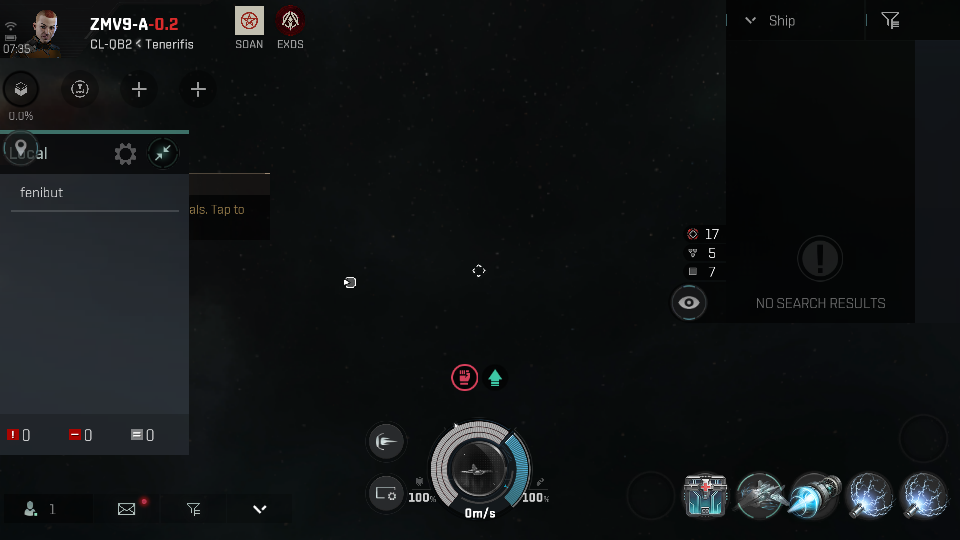 ZMV9-A-0.2
CL-QB2 < Tenerifis
07:35
SOAN
EXOS
Ship
0.0%
Local
fenibut
als. Tap to
17
5
7
NO SEARCH RESULTS
0
0
0
100%
100%
0m/s
1